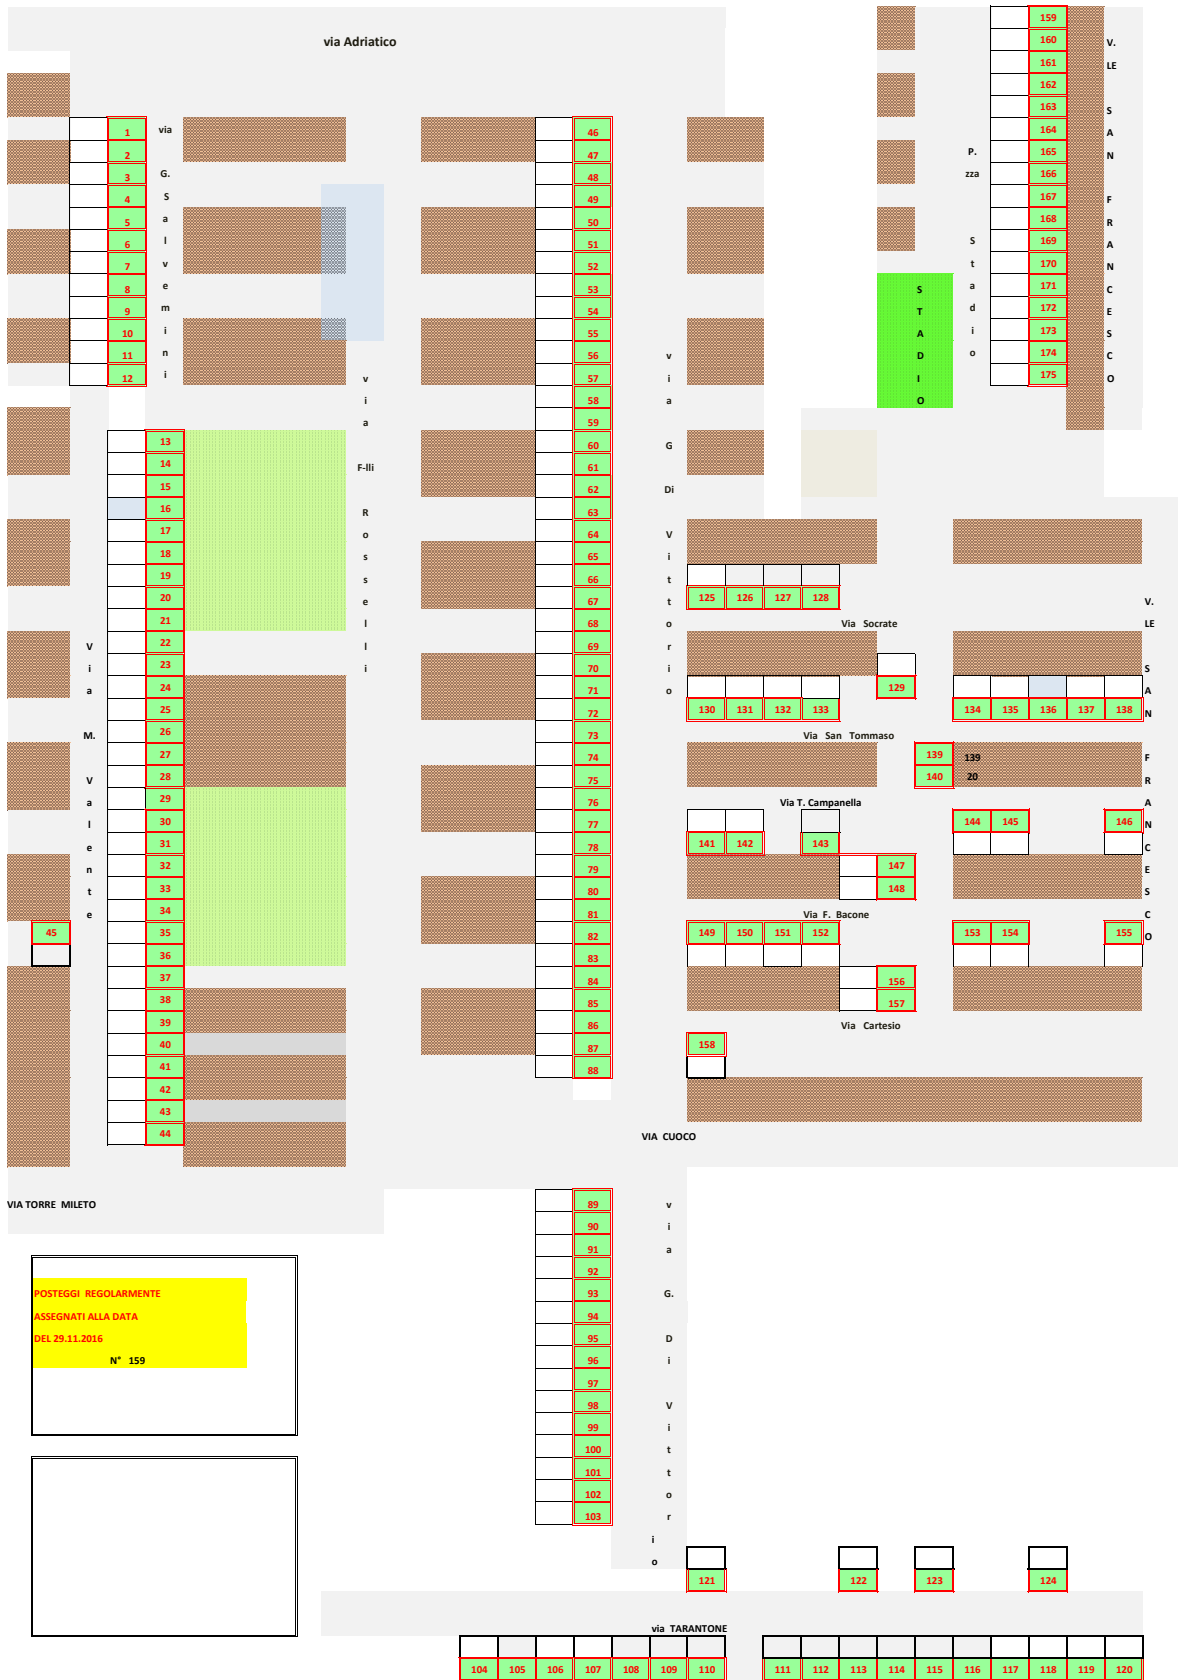 via Adriatico
159
160
161
162
163
164
165
166
167
168
169
170
171
172
173
174
175
V.
LE
S
A
N
F
R
A
N
C
E
S
C
O
P.
zza
S
t
a
d
i
o
S
T
A
D
I
O
1
2
3
4
5
6
7
8
9
10
11
12
via
G.
S
a
l
v
e
m
i
n
i
13
14
15
16
17
18
19
20
21
22
23
24
25
26
27
28
29
30
31
32
33
34
35
36
37
38
39
40
41
42
43
44
V
i
a
M.
V
a
l
e
n
t
e
45
v
i
a
F-lli
R
o
s
s
e
l
l
i
46
47
48
49
50
51
52
53
54
55
56
57
58
59
60
61
62
63
64
65
66
67
68
69
70
71
72
73
74
75
76
77
78
79
80
81
82
83
84
85
86
87
88
v
i
a
G
Di
V
i
t
t
o
r
i
o
125 126 127 128
Via Socrate
129
130 131 132 133
134 135 136 137 138
Via San Tommaso
139 139
140 20
Via T. Campanella
141 142 143
144 145 146
147
148
Via F. Bacone
149 150 151 152
153 154 155
156
157
Via Cartesio
158
V.
LE
S
A
N
F
R
A
N
C
E
S
C
O
VIA CUOCO
VIA TORRE MILETO
89
90
91
92
93
94
95
96
97
98
99
100
101
102
103
v
i
a
G.
D
i
V
i
t
t
o
r
i
o
POSTEGGI REGOLARMENTE
ASSEGNATI ALLA DATA
DEL 29.11.2016
N° 159
121 122 123 124
via TARANTONE
104 105 106 107 108 109 110 111 112 113 114 115 116 117 118 119 120